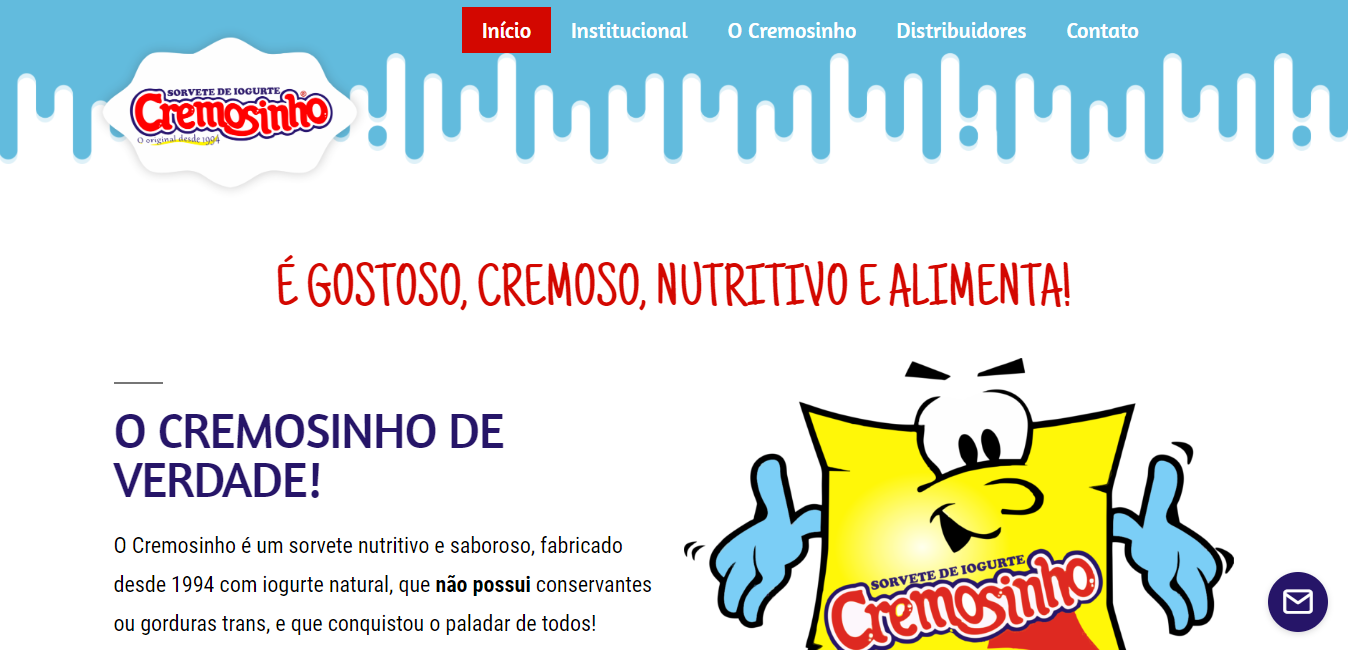 Início Institucional O Cremosinho Distribuidores Contato
SORVETE DE IOGURTE
Cremosinho®
O original desde 1994
É GOSTOSO, CREMOSO, NUTRITIVO E ALIMENTA!
O CREMOSINHO DE
VERDADE!
O Cremosinho é um sorvete nutritivo e saboroso, fabricado
desde 1994 com iogurte natural, que não possui conservantes
ou gorduras trans, e que conquistou o paladar de todos!
SORVETE DE IOGURTE
Cremosinho